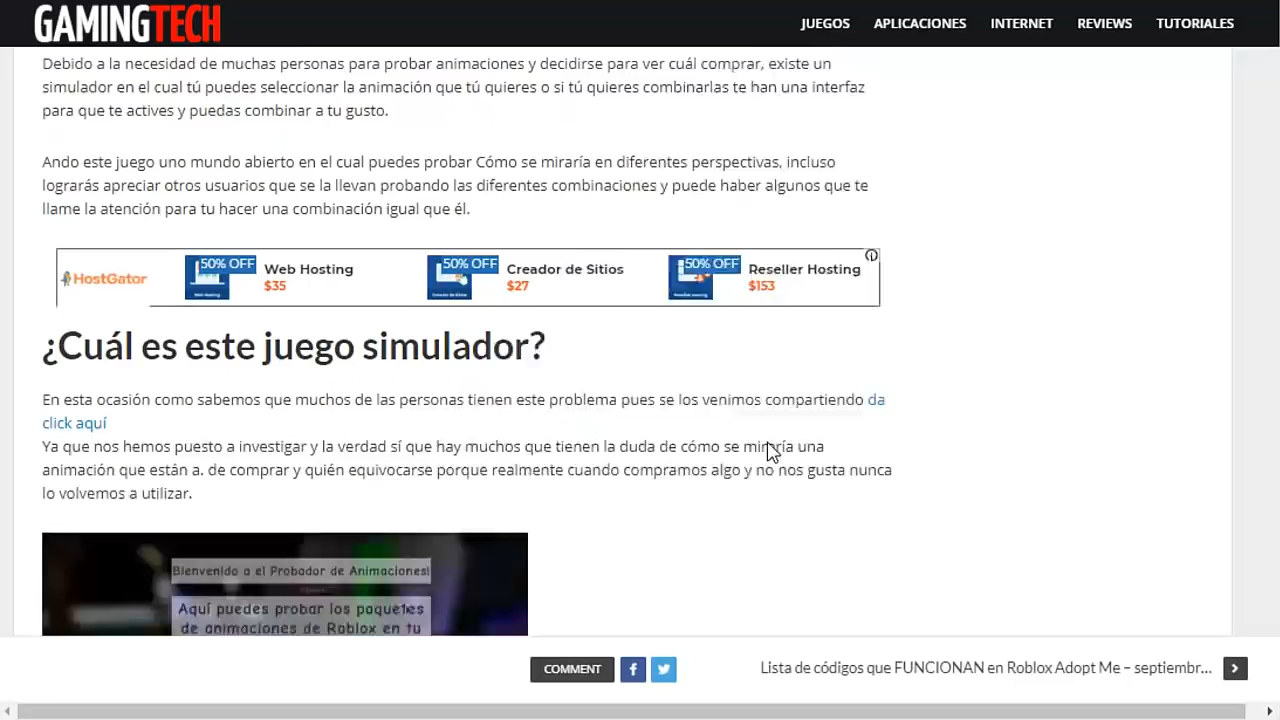 GAMINGTECH
JUEGOS APLICACIONES INTERNET REVIEWS TUTORIALES
Debido a la necesidad de muchas personas para probar animaciones y decidirse para ver cuál comprar, existe un
simulador en el cual tú puedes seleccionar la animación que tú quieres o si tú quieres combinarlas te han una interfaz
para que te actives y puedas combinar a tu gusto.
Ando este juego uno mundo abierto en el cual puedes probar Cómo se miraría en diferentes perspectivas, incluso
lograrás apreciar otros usuarios que se la llevan probando las diferentes combinaciones y puede haber algunos que te
llame la atención para tu hacer una combinación igual que él.
HostGator
50% OFF
Web Hosting
$35
50% OFF
Creador de Sitios
$27
50% OFF
Reseller Hosting
$153
¿Cuál es este juego simulador?
En esta ocasión como sabemos que muchos de las personas tienen este problema pues se los venimos compartiendo da
click aquí
Ya que nos hemos puesto a investigar y la verdad sí que hay muchos que tienen la duda de cómo se miraría una
animación que están a. de comprar y quién equivocarse porque realmente cuando compramos algo y no nos gusta nunca
lo volvemos a utilizar.
Bienvenido a el Probador de Animaciones!
Aquí puedes probar los paquetes
de animaciones de Roblox en tu
COMMENT
Lista de códigos que FUNCIONAN en Roblox Adopt Me – septiembr...